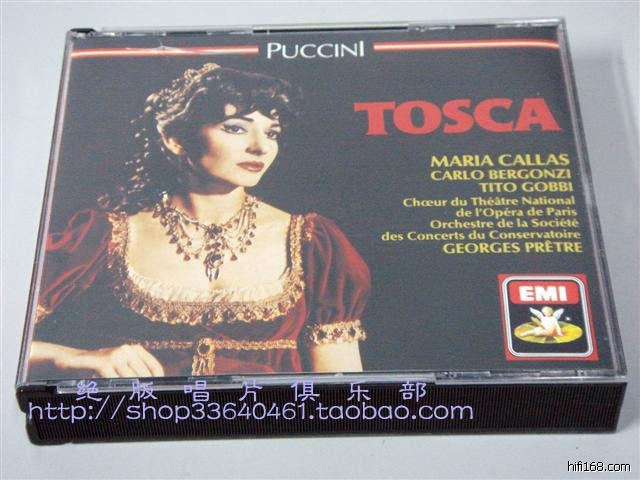 PUCCINI
TOSCA
MARIA CALLAS
CARLO BERGONZI
TITO GOBBI
Chœur du Théâtre National
de l'Opéra de Paris
Orchestre de la Société
des Concerts du Conservatoire
GEORGES PRÊTRE
EMI
绝版唱片俱乐部
http://shop33640461.taobao.com
hifi168.com